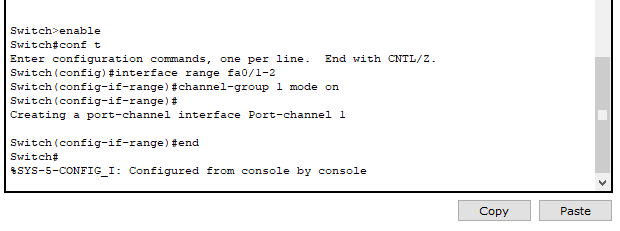 Switch>enable
Switch#conf t
Enter configuration commands, one per line.  End with CNTL/Z.
Switch(config)#interface range fa0/1-2
Switch(config-if-range)#channel-group 1 mode on
Switch(config-if-range)#
Creating a port-channel interface Port-channel 1
Switch(config-if-range)#end
Switch#
%SYS-5-CONFIG_I: Configured from console by console
Copy
Paste